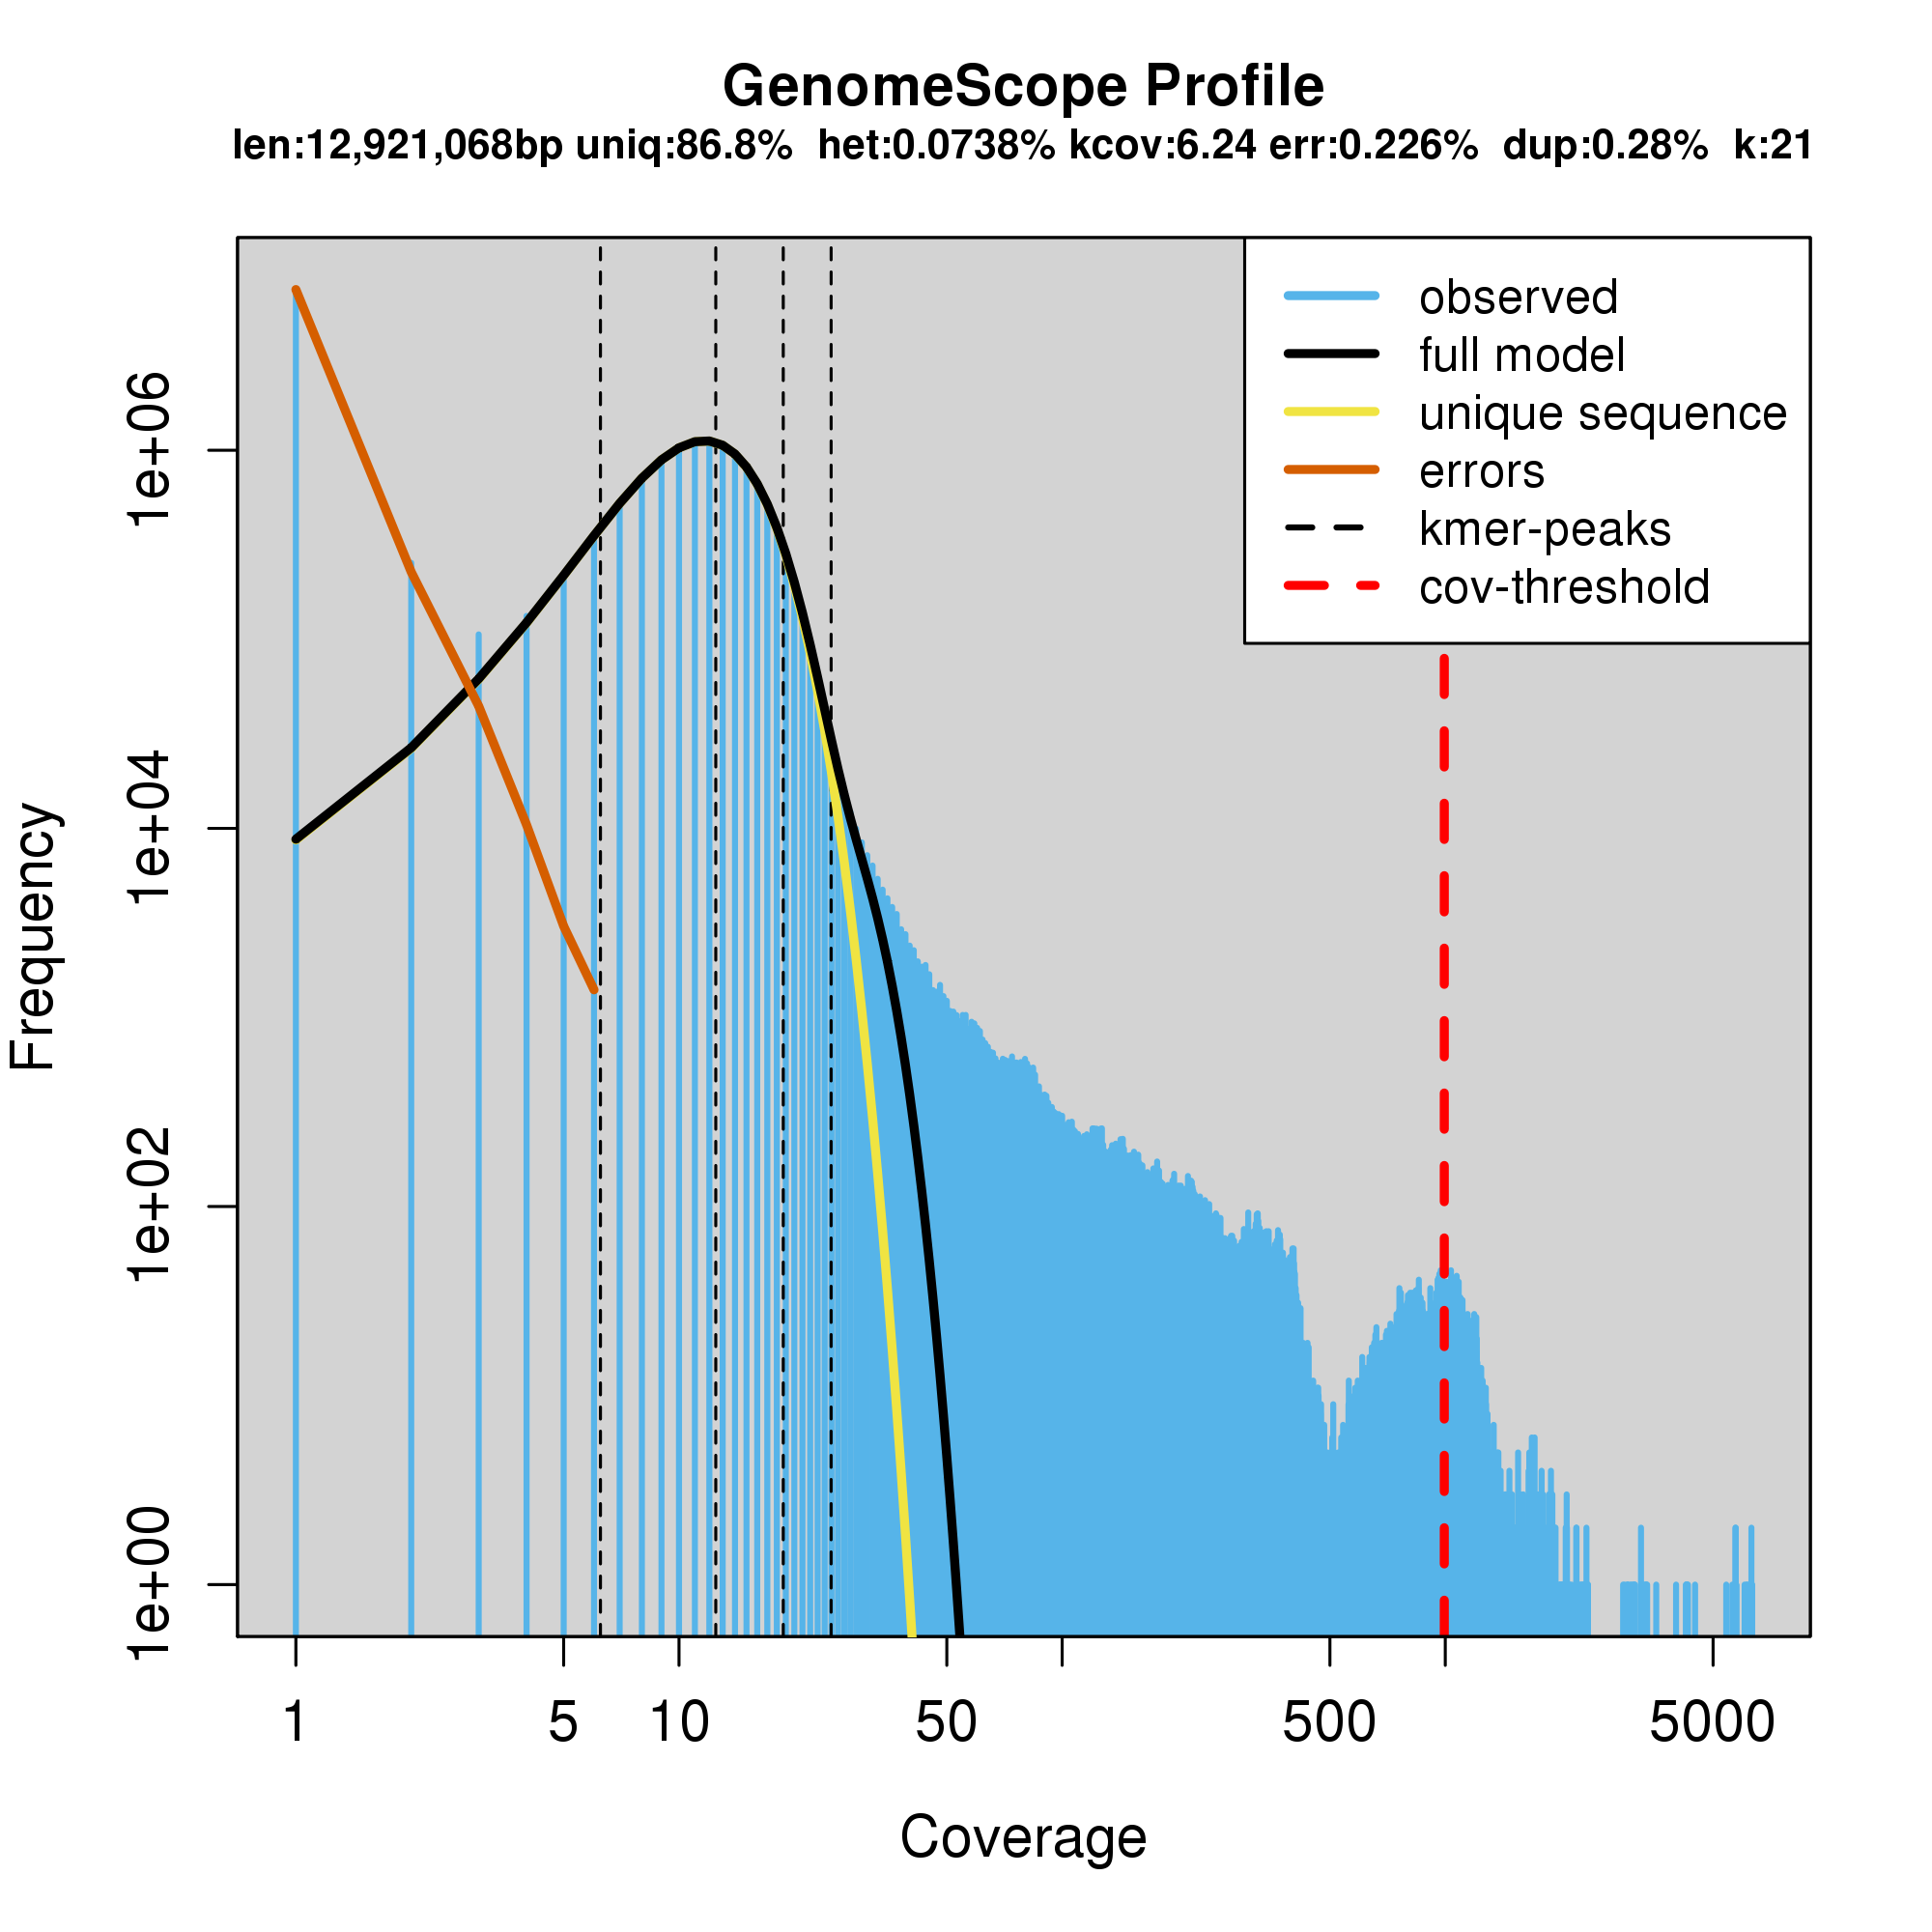 GenomeScope Profile
len:12,921,068bp uniq:86.8% het:0.0738% kcov:6.24 err:0.226% dup:0.28% k:21
observed
full model
unique sequence
errors
kmer-peaks
cov-threshold
Frequency
1e+06
1e+04
1e+02
1e+00
1 5 10 50 500 5000
Coverage